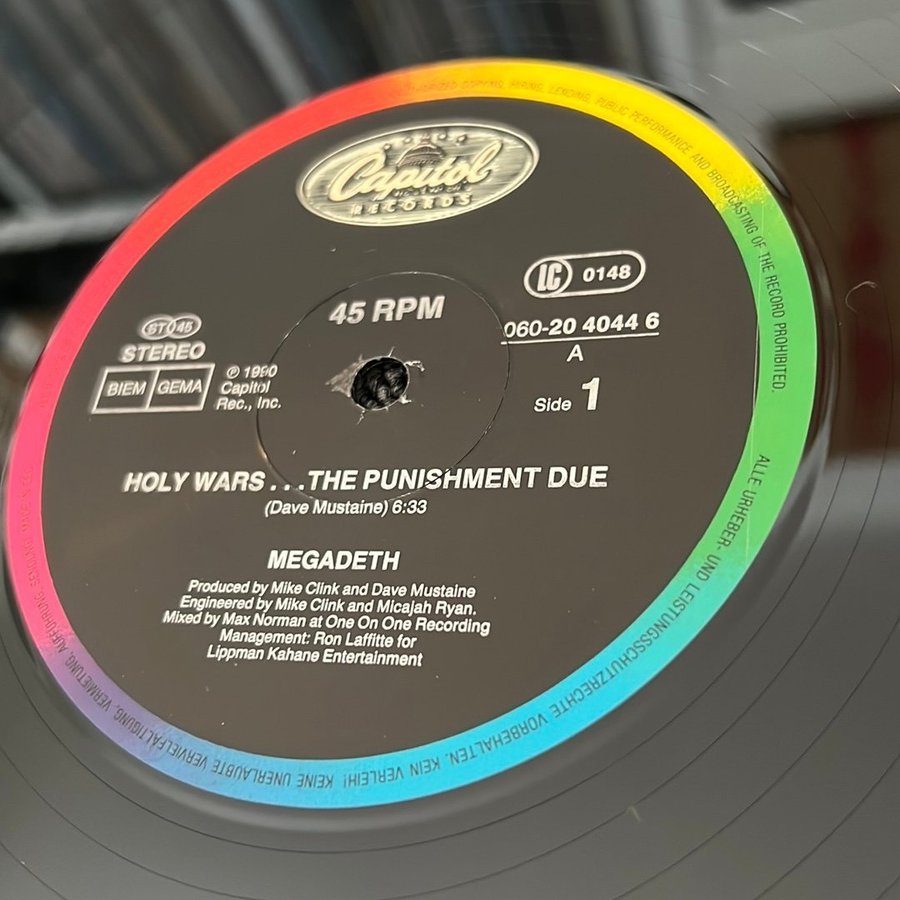 Capitol
RECORDS
45 RPM
LC 0148
ST 45
STEREO
BIEM GEMA
℗ 1990
Capitol
Rec., Inc.
060-20 4044 6
A
Side 1
HOLY WARS . . .THE PUNISHMENT DUE
(Dave Mustaine) 6:33
MEGADETH
Produced by Mike Clink and Dave Mustaine
Engineered by Mike Clink and Micajah Ryan.
Mixed by Max Norman at One On One Recording
Management: Ron Laffitte for
Lippman Kahane Entertainment
COPYING, HIRING, LENDING, PUBLIC PERFORMANCE AND BROADCASTING OF THE RECORD PROHIBITED.
ALLE URHEBER- UND LEISTUNGSSCHUTZRECHTE VORBEHALTEN. KEIN VERLEIH! KEINE UNERLAUBTE VERVIELFÄLTIGUNG, VERMIETUNG, AUFFÜHRUNG, SENDUNG.